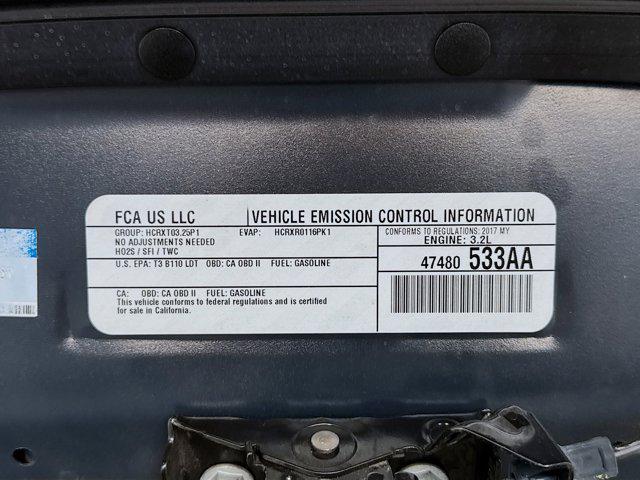 FCA US LLC
VEHICLE EMISSION CONTROL INFORMATION
GROUP: HCRXT03.25P1 EVAP: HCRXR0116PK1
NO ADJUSTMENTS NEEDED
HO2S / SFI / TWC
CONFORMS TO REGULATIONS: 2017 MY
ENGINE: 3.2L
U.S. EPA: T3 B110 LDT OBD: CA OBD II FUEL: GASOLINE
47480 533AA
CA: OBD: CA OBD II FUEL: GASOLINE
This vehicle conforms to federal regulations and is certified
for sale in California.